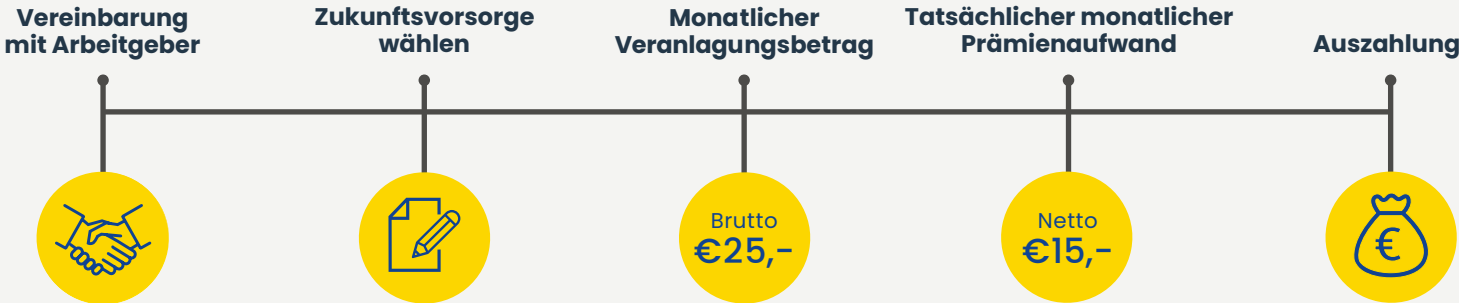 Vereinbarung
mit Arbeitgeber
Zukunftsvorsorge
wählen
Monatlicher
Veranlagungsbetrag
Tatsächlicher monatlicher
Prämienaufwand
Auszahlung
Brutto
€25,-
Netto
€15,-
€